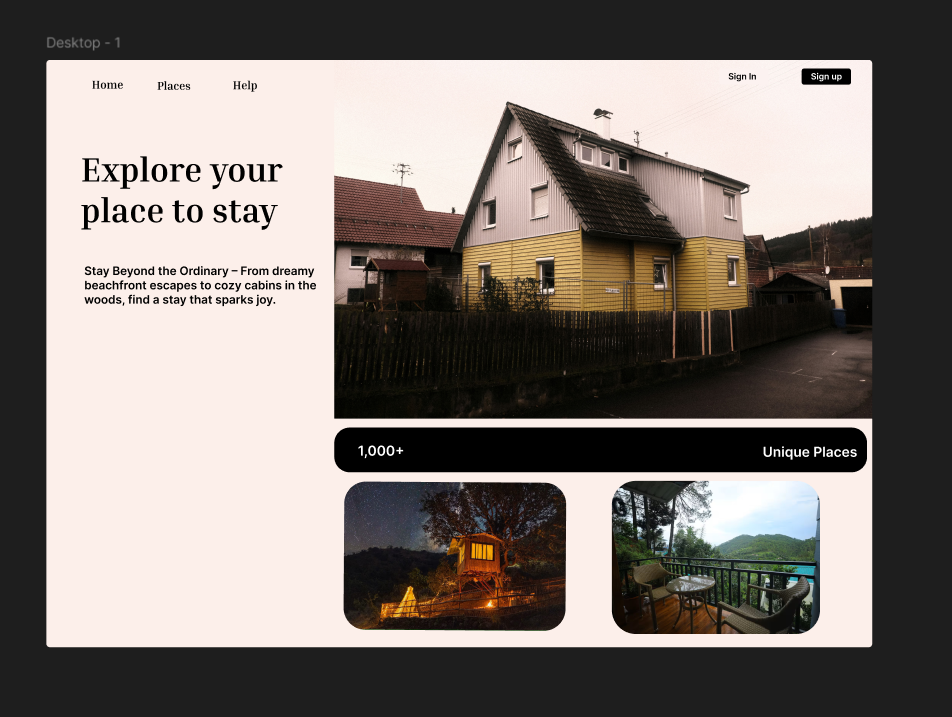 Desktop - 1
Home Places Help
Sign In Sign up
Explore your
place to stay
Stay Beyond the Ordinary – From dreamy
beachfront escapes to cozy cabins in the
woods, find a stay that sparks joy.
1,000+ Unique Places